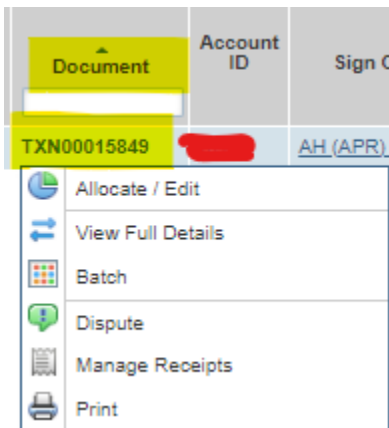 Document
Account
ID
Sign
TXN00015849
AH (APR)
Allocate / Edit
View Full Details
Batch
Dispute
Manage Receipts
Print